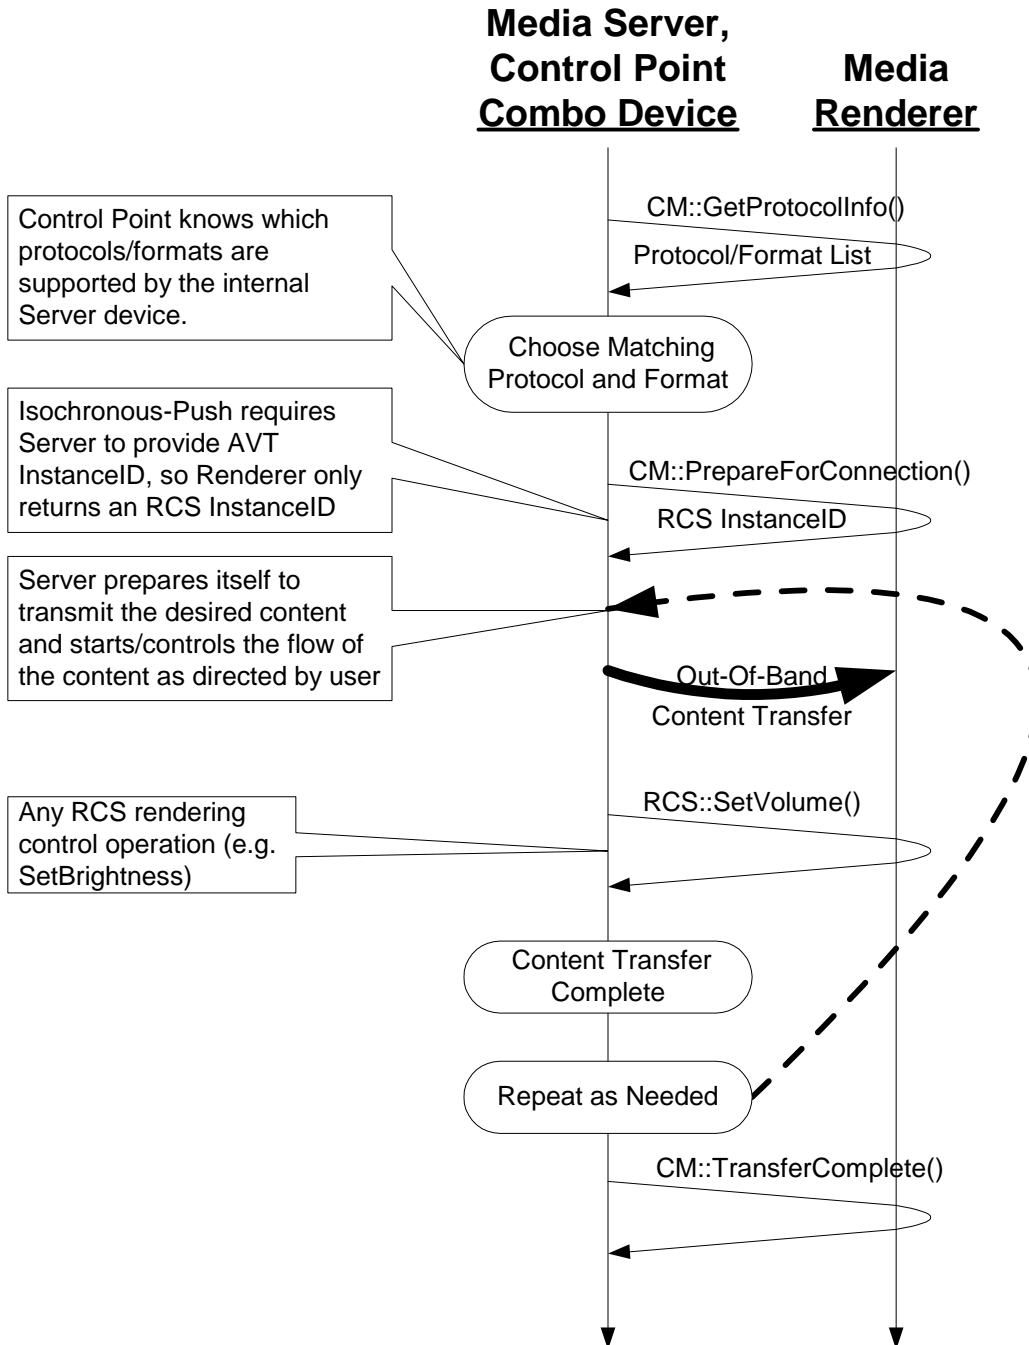 Media Server,
Control Point
Combo Device
Media
Renderer
CM::GetProtocolInfo()
Protocol/Format List
Control Point knows which
protocols/formats are
supported by the internal
Server device.
Choose Matching
Protocol and Format
Isochronous-Push requires
Server to provide AVT
InstanceID, so Renderer only
returns an RCS InstanceID
CM::PrepareForConnection()
RCS InstanceID
Server prepares itself to
transmit the desired content
and starts/controls the flow of
the content as directed by user
Out-Of-Band
Content Transfer
RCS::SetVolume()
Any RCS rendering
control operation (e.g.
SetBrightness)
Content Transfer
Complete
Repeat as Needed
CM::TransferComplete()